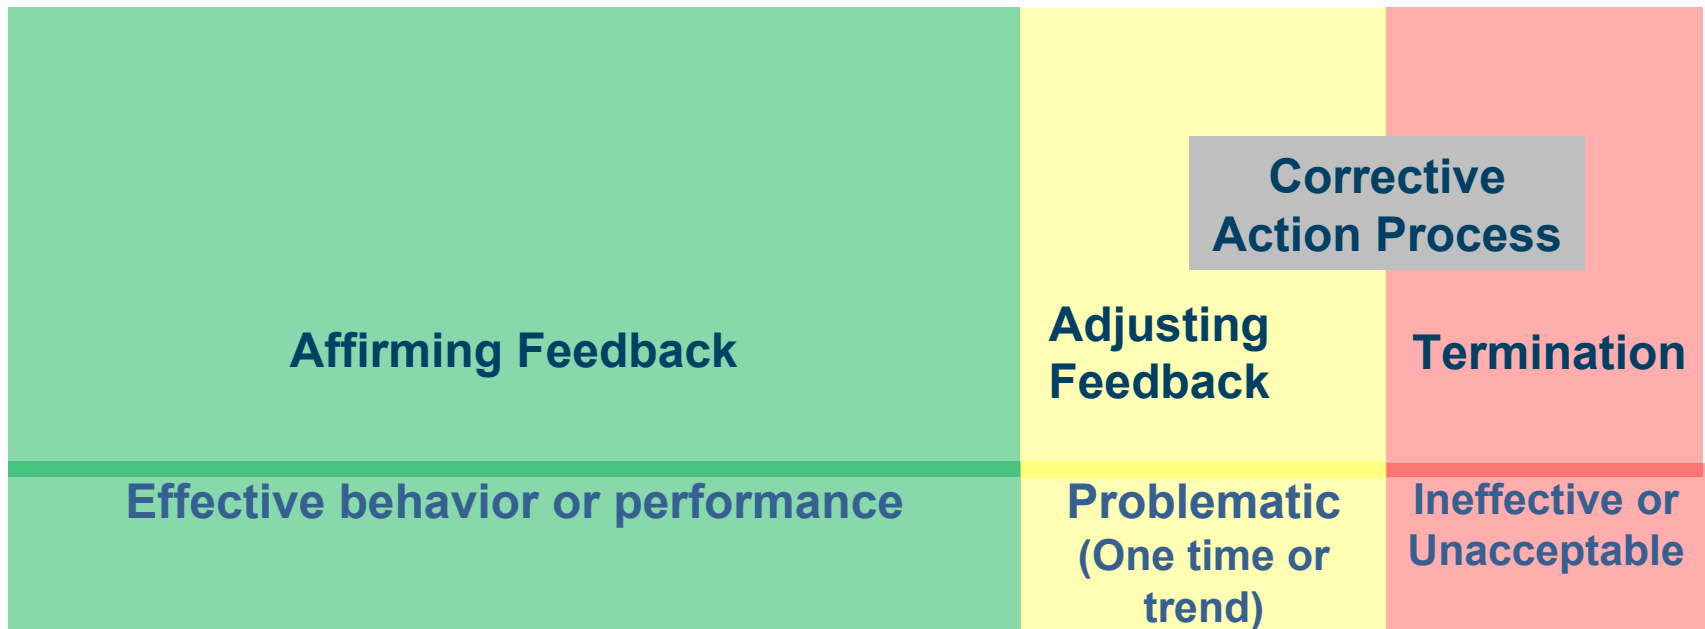 Corrective
Action Process
Affirming Feedback
Adjusting
Feedback
Termination
Effective behavior or performance
Problematic
(One time or
trend)
Ineffective or
Unacceptable